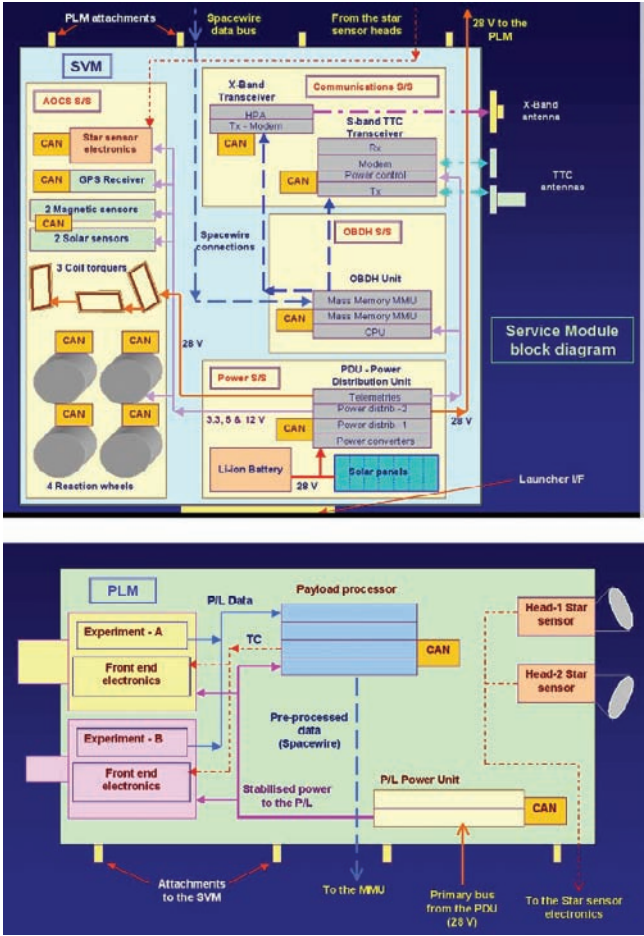 PLM attachments
Spacewire
data bus
From the star
sensor heads
28 V to the
PLM
SVM
AOCS S/S
X-Band
Transceiver
Communications S/S
HPA
Tx - Modem
CAN
S-band TTC
Transceiver
Rx
Modem
Power control
Tx
CAN
X-Band
antenna
TTC
antennas
CAN
Star sensor
electronics
CAN
GPS Receiver
2 Magnetic sensors
CAN
2 Solar sensors
Spacewire
connections
3 Coil torquers
OBDH S/S
OBDH Unit
Mass Memory MMU
Mass Memory MMU
CPU
CAN
Service Module
block diagram
28 V
CAN
CAN
CAN
CAN
4 Reaction wheels
Power S/S
PDU - Power
Distribution Unit
Telemetries
Power distrib - 2
Power distrib - 1
Power converters
CAN
3.3, 5 & 12 V
28 V
Li-ion Battery
28 V
Solar panels
Launcher I/F
PLM
P/L Data
Payload processor
Experiment - A
Front end
electronics
TC
CAN
Head-1 Star
sensor
Head-2 Star
sensor
Experiment - B
Front end
electronics
Pre-processed
data
(Spacewire)
Stabilised power
to the P/L
P/L Power Unit
CAN
Attachments
to the SVM
To the MMU
Primary bus
from the PDU
(28 V)
To the Star sensor
electronics